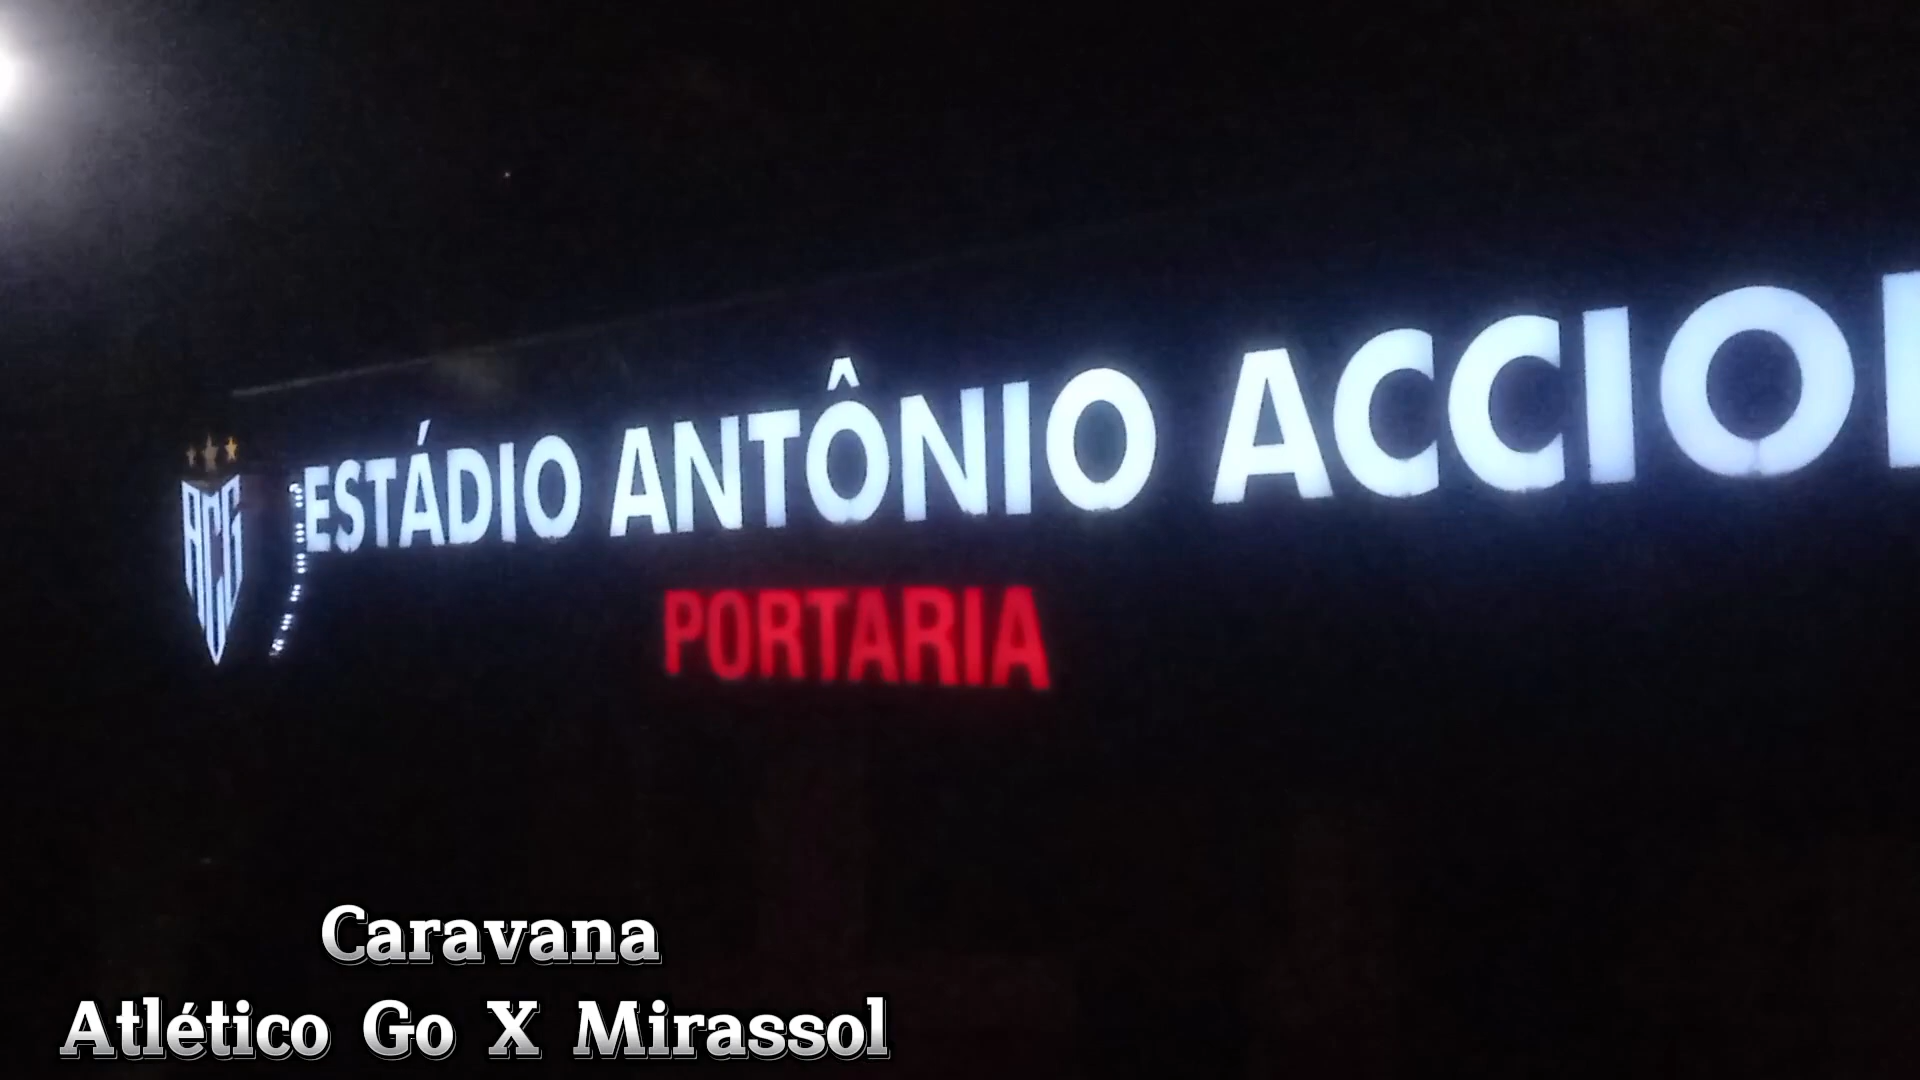 ACG
ESTÁDIO ANTÔNIO ACCIO
PORTARIA
Caravana
Atlético Go X Mirassol